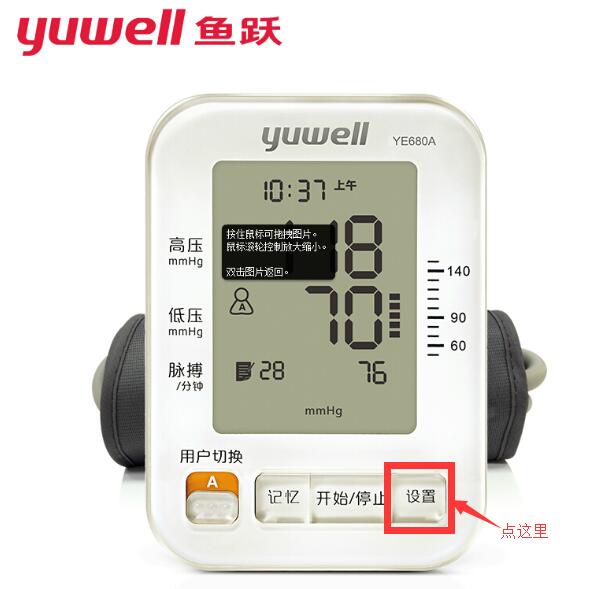 yuwell 鱼跃
yuwell YE680A
10:37 上午
按住鼠标可拖拽图片。
鼠标滚轮控制放大缩小。
双击图片返回。
高压
mmHg
118
140
A
低压
mmHg
70
90
60
脉搏
/分钟
28
76
mmHg
用户切换
A
记忆
开始/停止
设置
点这里